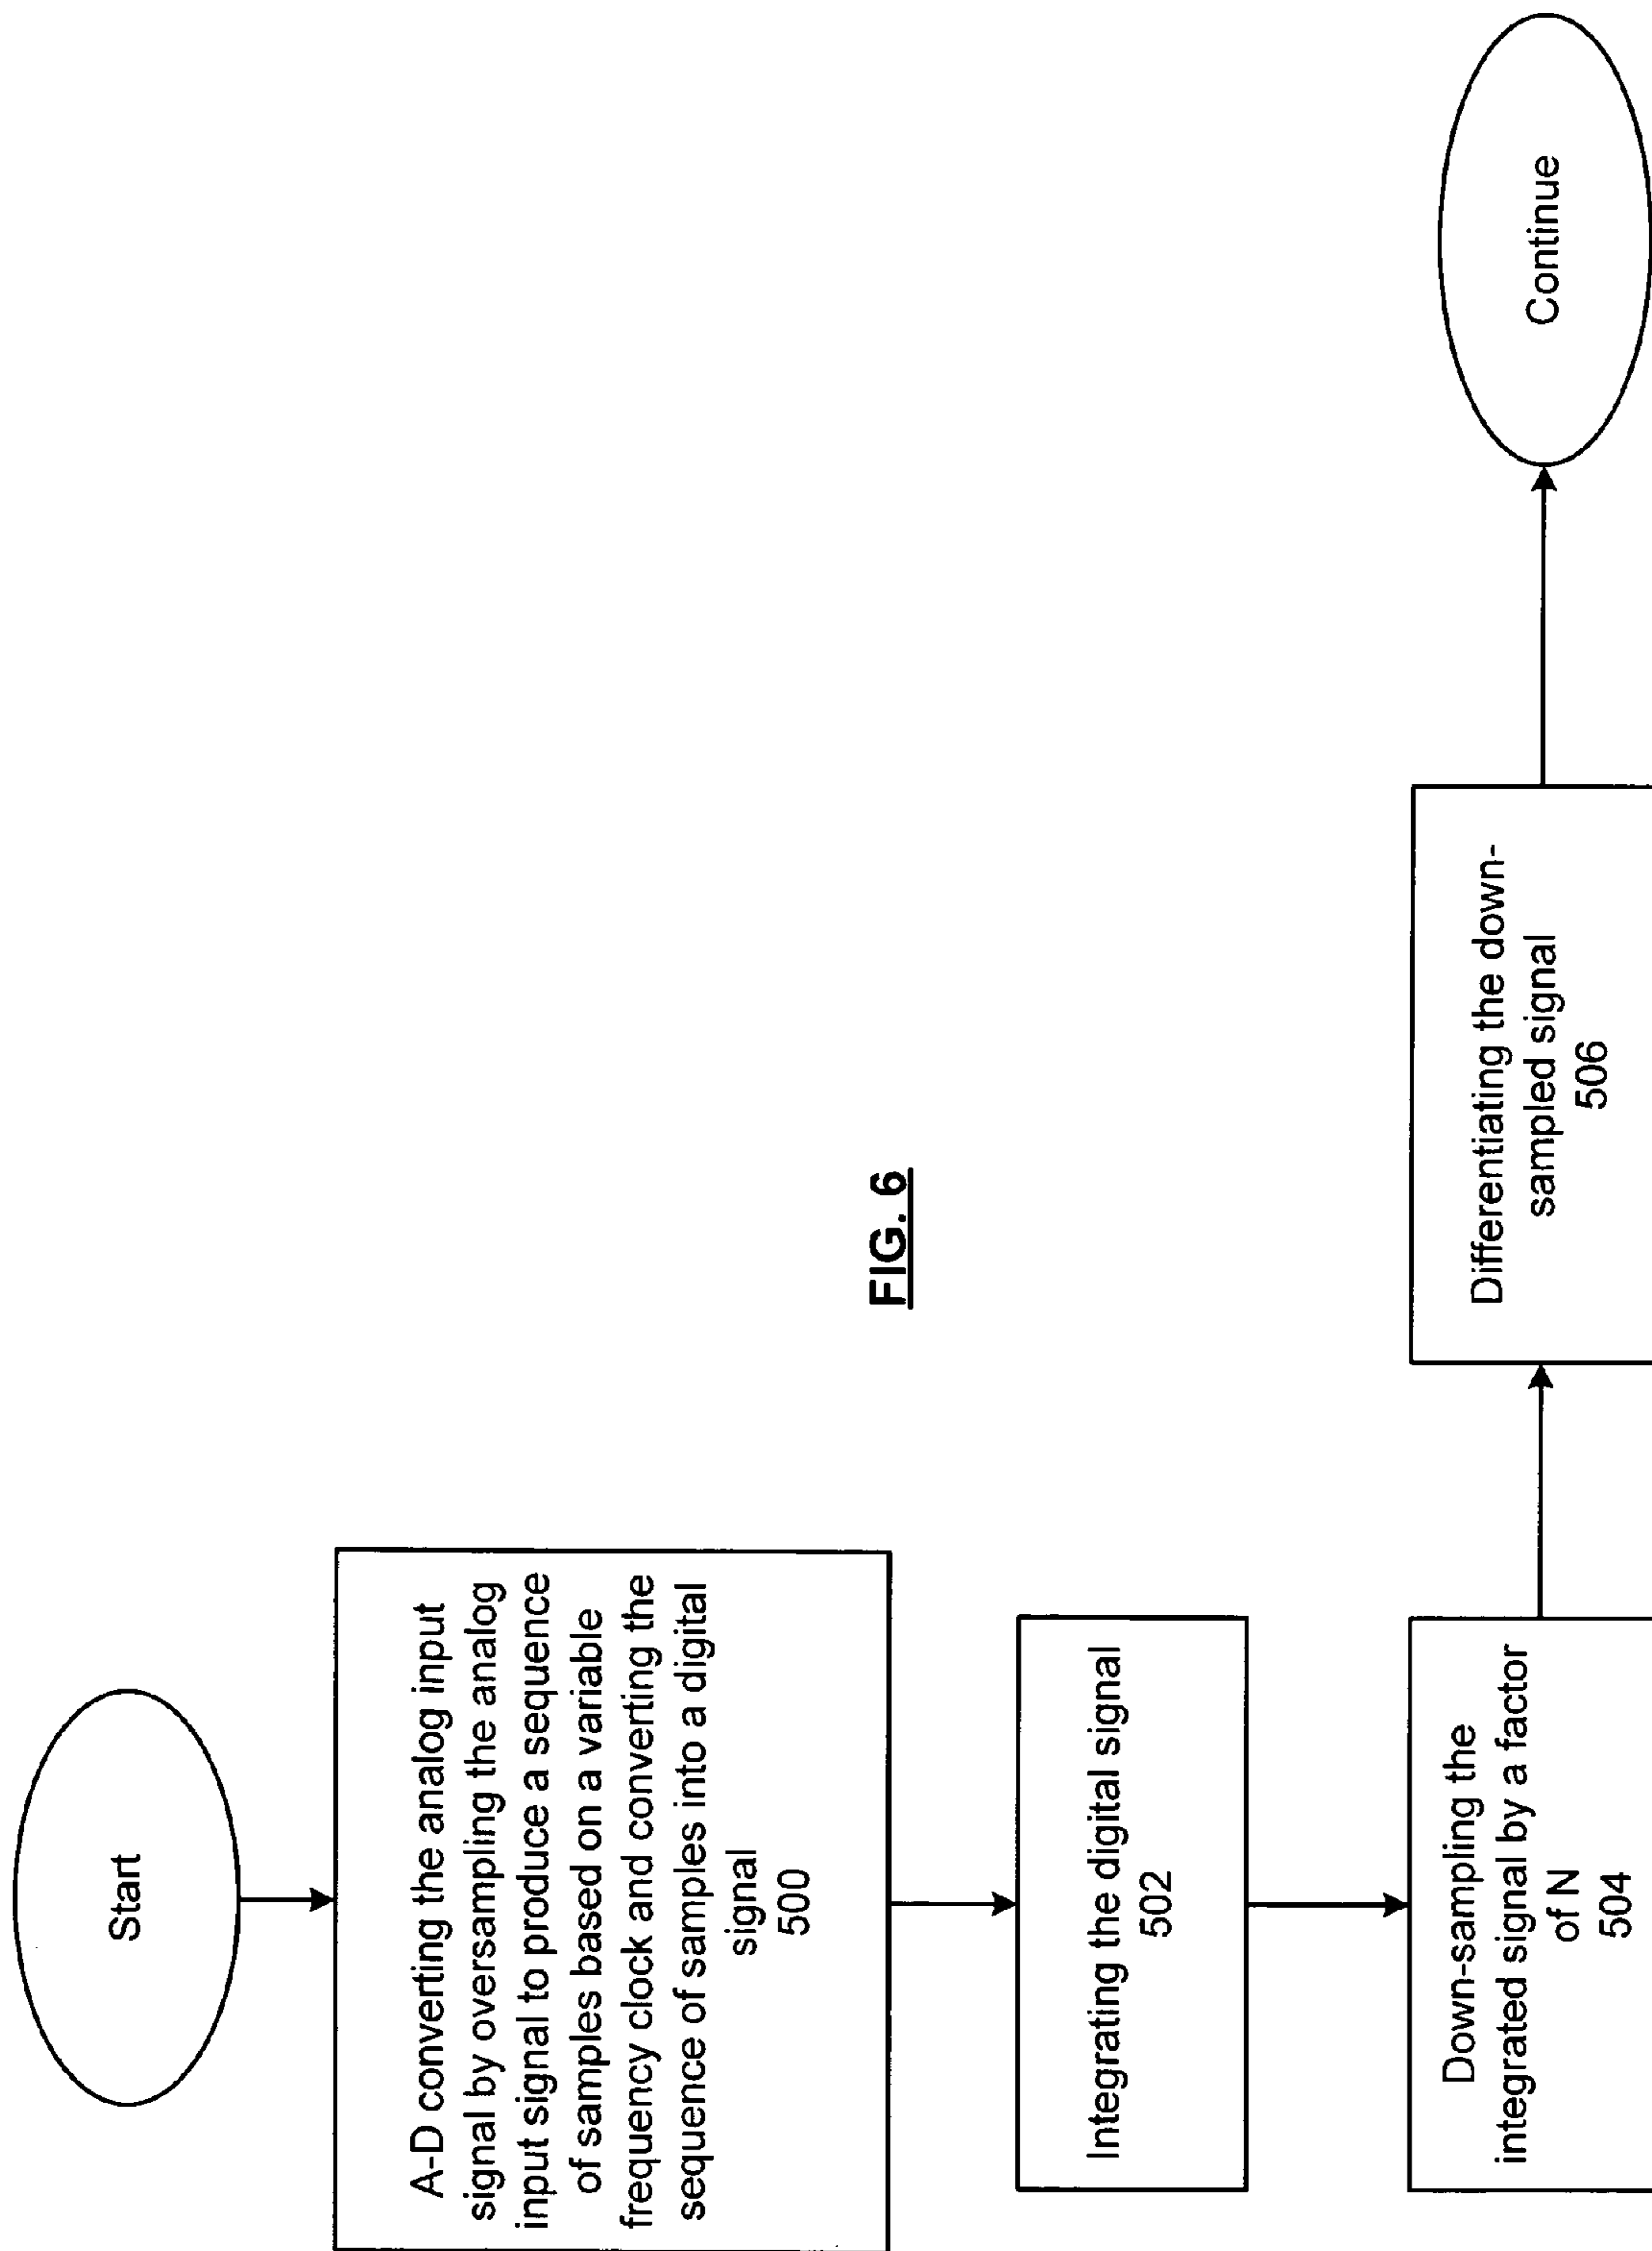 Start
A-D converting the analog input
signal by oversampling the analog
input signal to produce a sequence
of samples based on a variable
frequency clock and converting the
sequence of samples into a digital
signal
500
Integrating the digital signal
502
Down-sampling the
integrated signal by a factor
of N
504
Differentiating the down-
sampled signal
506
Continue
FIG. 6